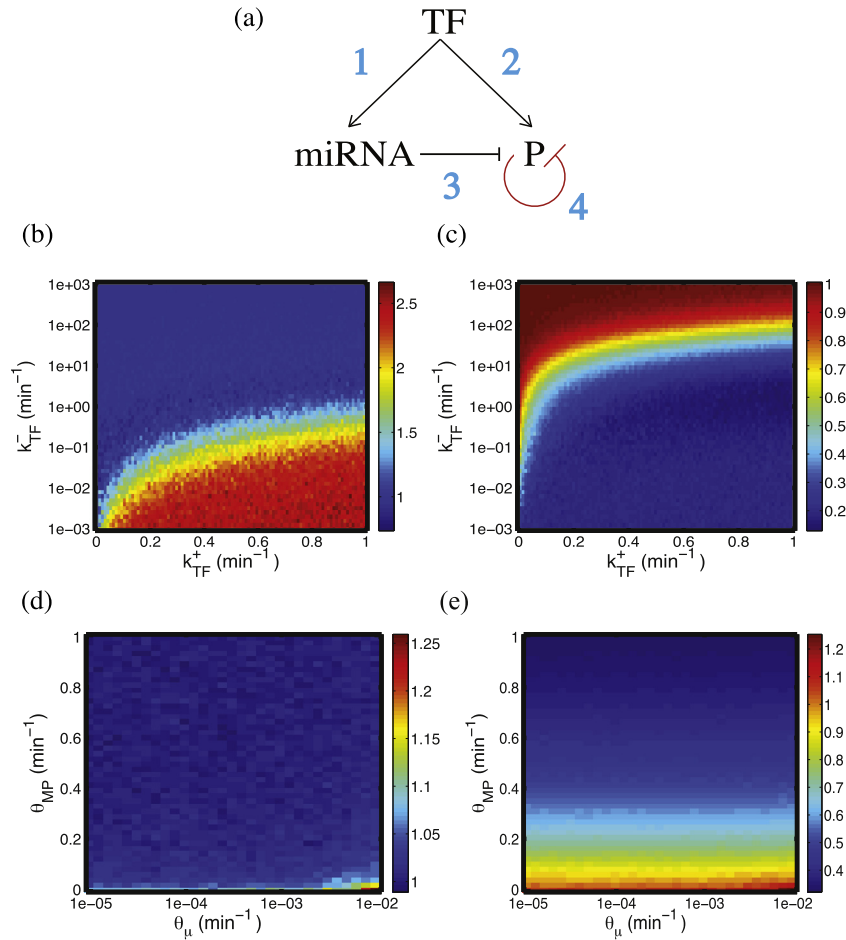 (a)
TF
1 2
miRNA P
3 4
(b) (c)
1e+03
1e+02
1e+01
1e+00
1e−01
1e−02
1e−03
k⁻TF (min⁻¹)
0 0.2 0.4 0.6 0.8 1
k⁺TF (min⁻¹)
2.5
2
1.5
1
1e+03
1e+02
1e+01
1e+00
1e−01
1e−02
1e−03
k⁻TF (min⁻¹)
0 0.2 0.4 0.6 0.8 1
k⁺TF (min⁻¹)
1
0.9
0.8
0.7
0.6
0.5
0.4
0.3
0.2
(d) (e)
1
0.8
0.6
0.4
0.2
0
θMP (min⁻¹)
1e−05 1e−04 1e−03 1e−02
θμ (min⁻¹)
1.25
1.2
1.15
1.1
1.05
1
1
0.8
0.6
0.4
0.2
0
θMP (min⁻¹)
1e−05 1e−04 1e−03 1e−02
θμ (min⁻¹)
1.2
1.1
1
0.9
0.8
0.7
0.6
0.5
0.4